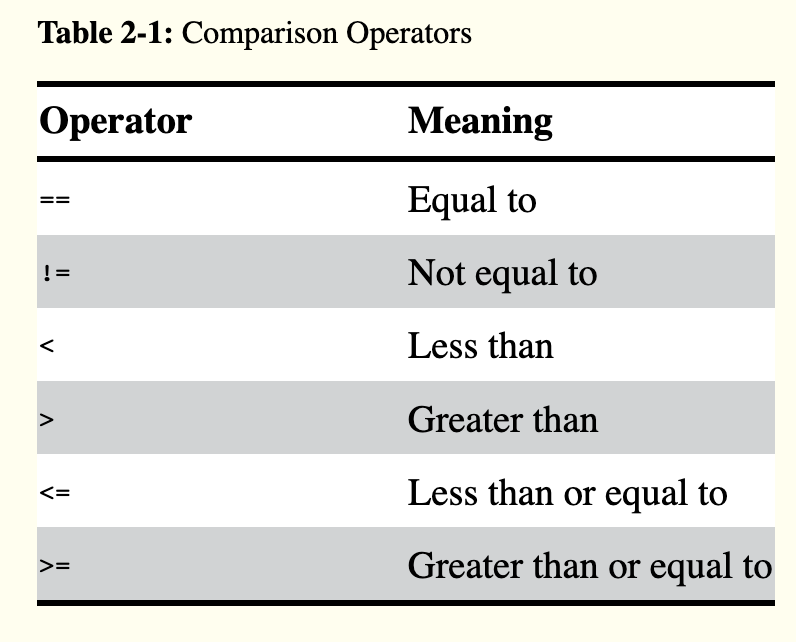 Table 2-1: Comparison Operators
Operator Meaning
== Equal to
!= Not equal to
< Less than
> Greater than
<= Less than or equal to
>= Greater than or equal to